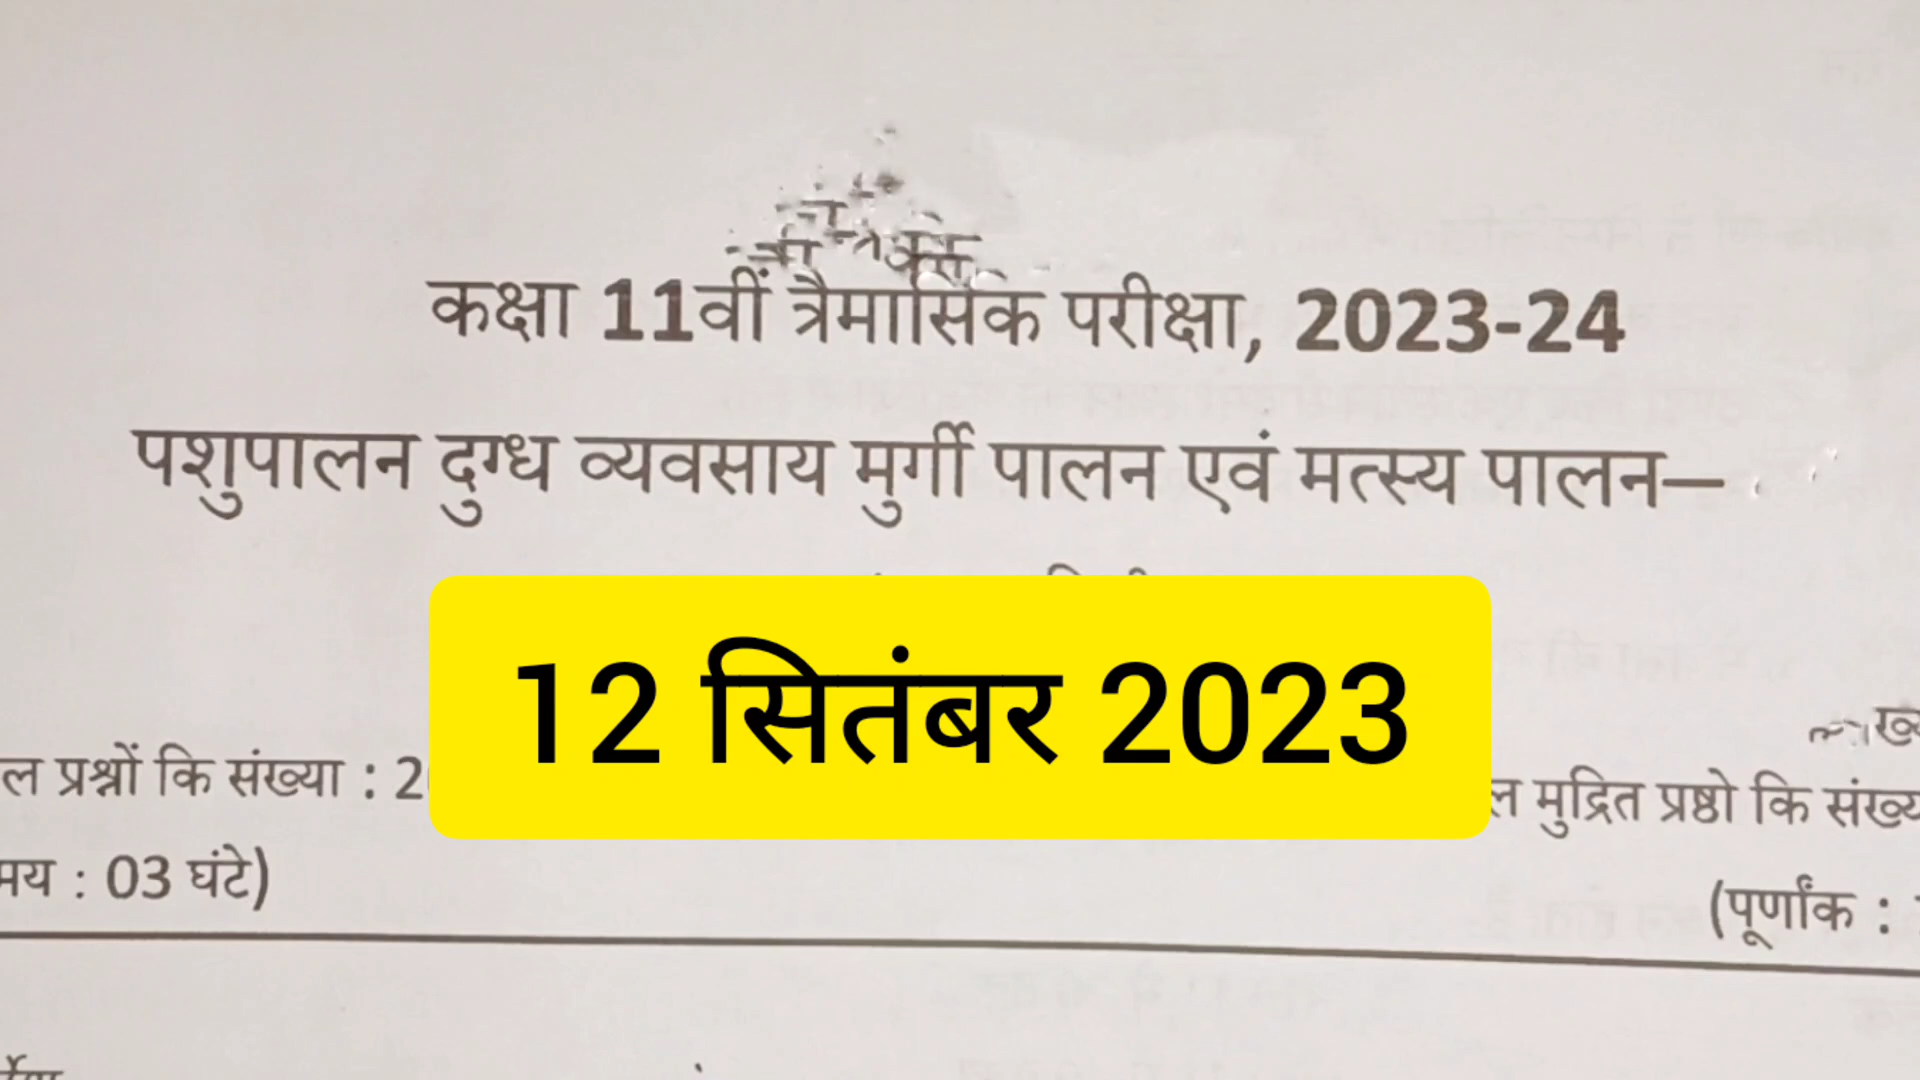 कक्षा 11वीं त्रैमासिक परीक्षा, 2023-24
पशुपालन दुग्ध व्यवसाय मुर्गी पालन एवं मत्स्य पालन—
12 सितंबर 2023
प्रश्नों कि संख्या : 2
मुद्रित प्रष्ठो कि संख्य
: 03 घंटे)
(पूर्णांक :